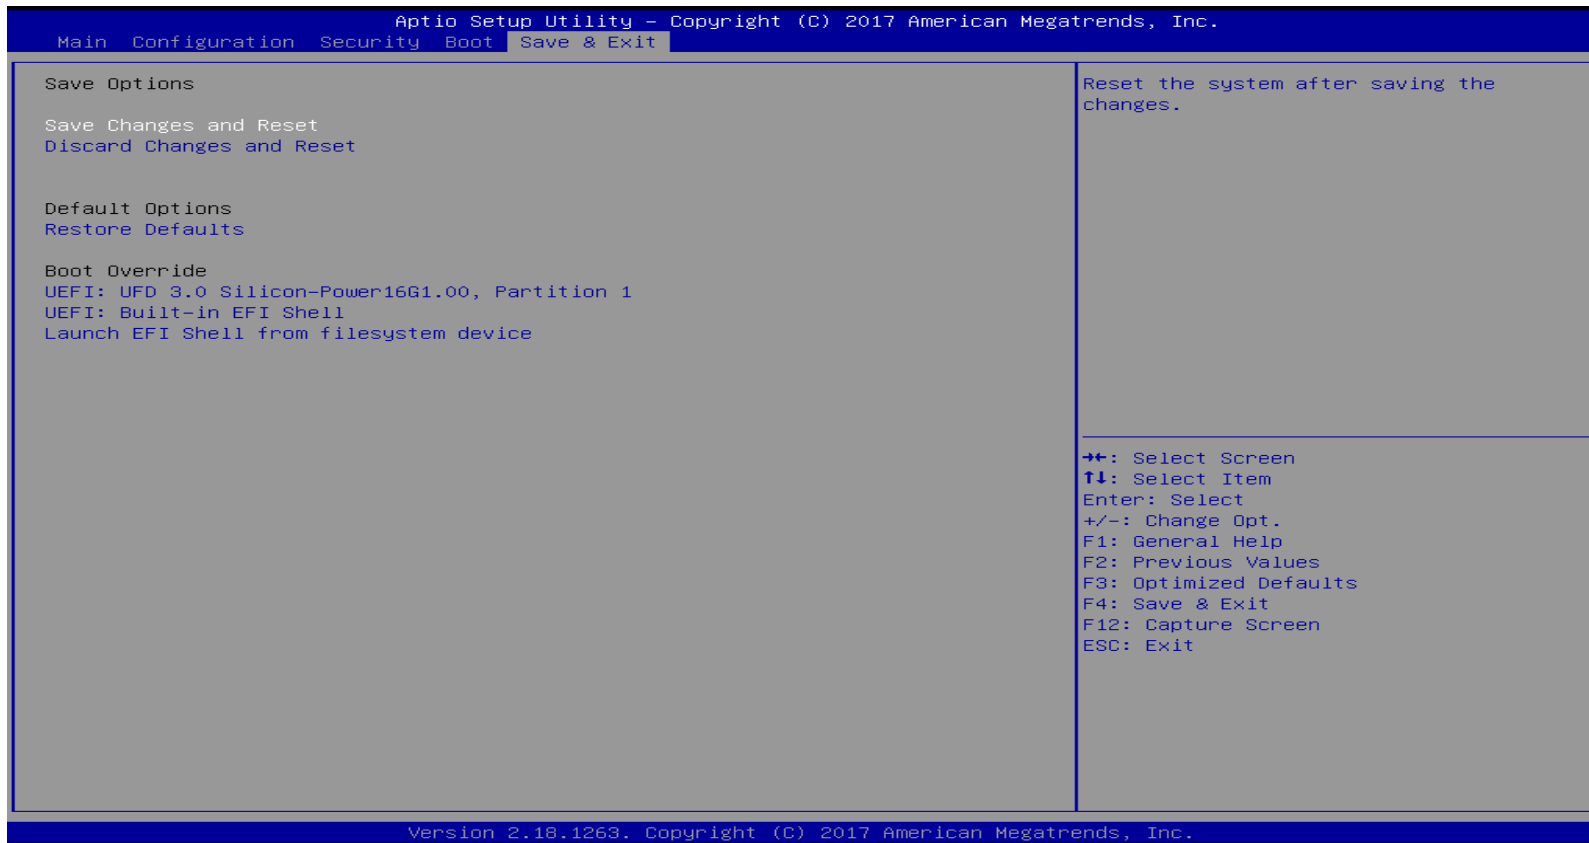 Aptio Setup Utility – Copyright (C) 2017 American Megatrends, Inc.
Main Configuration Security Boot Save & Exit
Save Options
Save Changes and Reset
Discard Changes and Reset
Default Options
Restore Defaults
Boot Override
UEFI: UFD 3.0 Silicon-Power16G1.00, Partition 1
UEFI: Built-in EFI Shell
Launch EFI Shell from filesystem device
Reset the system after saving the
changes.
→←: Select Screen
↑↓: Select Item
Enter: Select
+/-: Change Opt.
F1: General Help
F2: Previous Values
F3: Optimized Defaults
F4: Save & Exit
F12: Capture Screen
ESC: Exit
Version 2.18.1263. Copyright (C) 2017 American Megatrends, Inc.